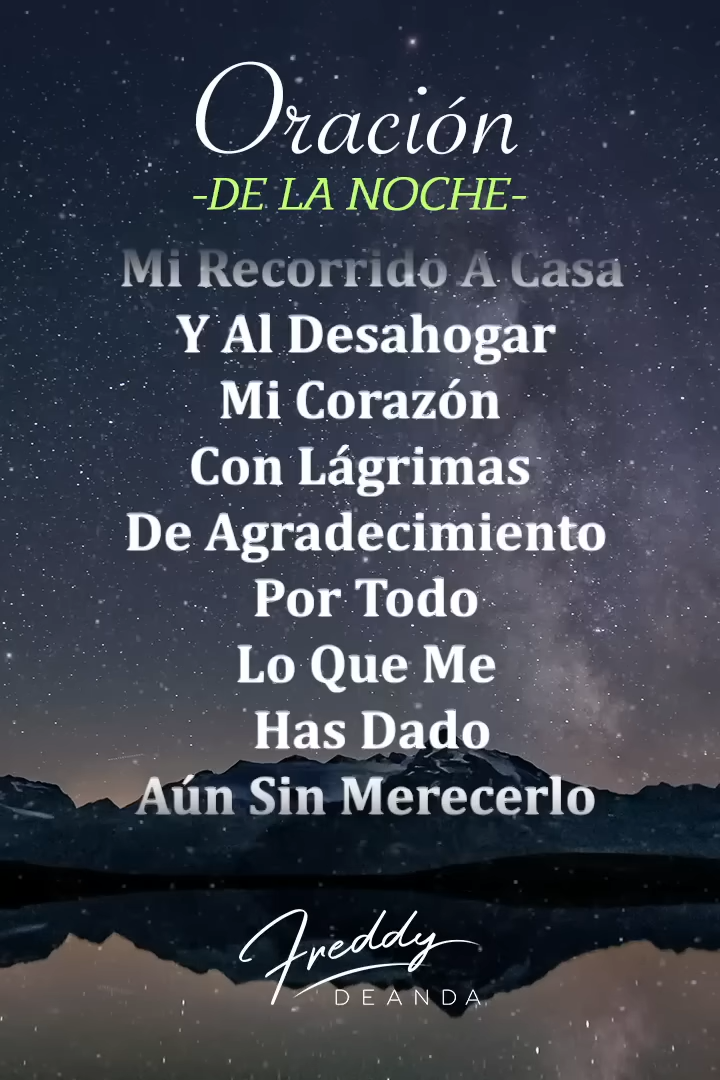 Oración
-DE LA NOCHE-
Mi Recorrido A Casa
Y Al Desahogar
Mi Corazón
Con Lágrimas
De Agradecimiento
Por Todo
Lo Que Me
Has Dado
Aún Sin Merecerlo
Freddy
DEANDA